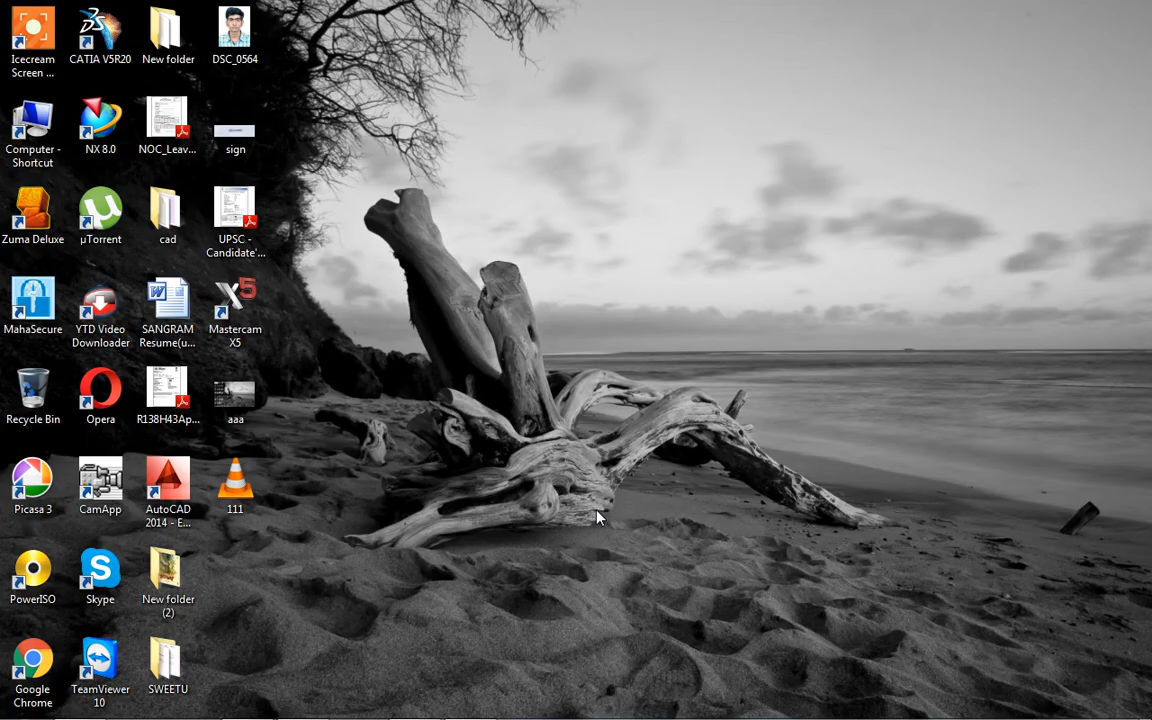 Icecream
Screen ...
CATIA V5R20
New folder
DSC_0564
Computer -
Shortcut
NX 8.0
NOC_Leav...
sign
Zuma Deluxe
µTorrent
cad
UPSC -
Candidate'...
MahaSecure
YTD Video
Downloader
SANGRAM
Resume(u...
Mastercam
X5
Recycle Bin
Opera
R138H43Ap...
aaa
Picasa 3
CamApp
AutoCAD
2014 - E...
111
PowerISO
Skype
New folder
(2)
Google
Chrome
TeamViewer
10
SWEETU